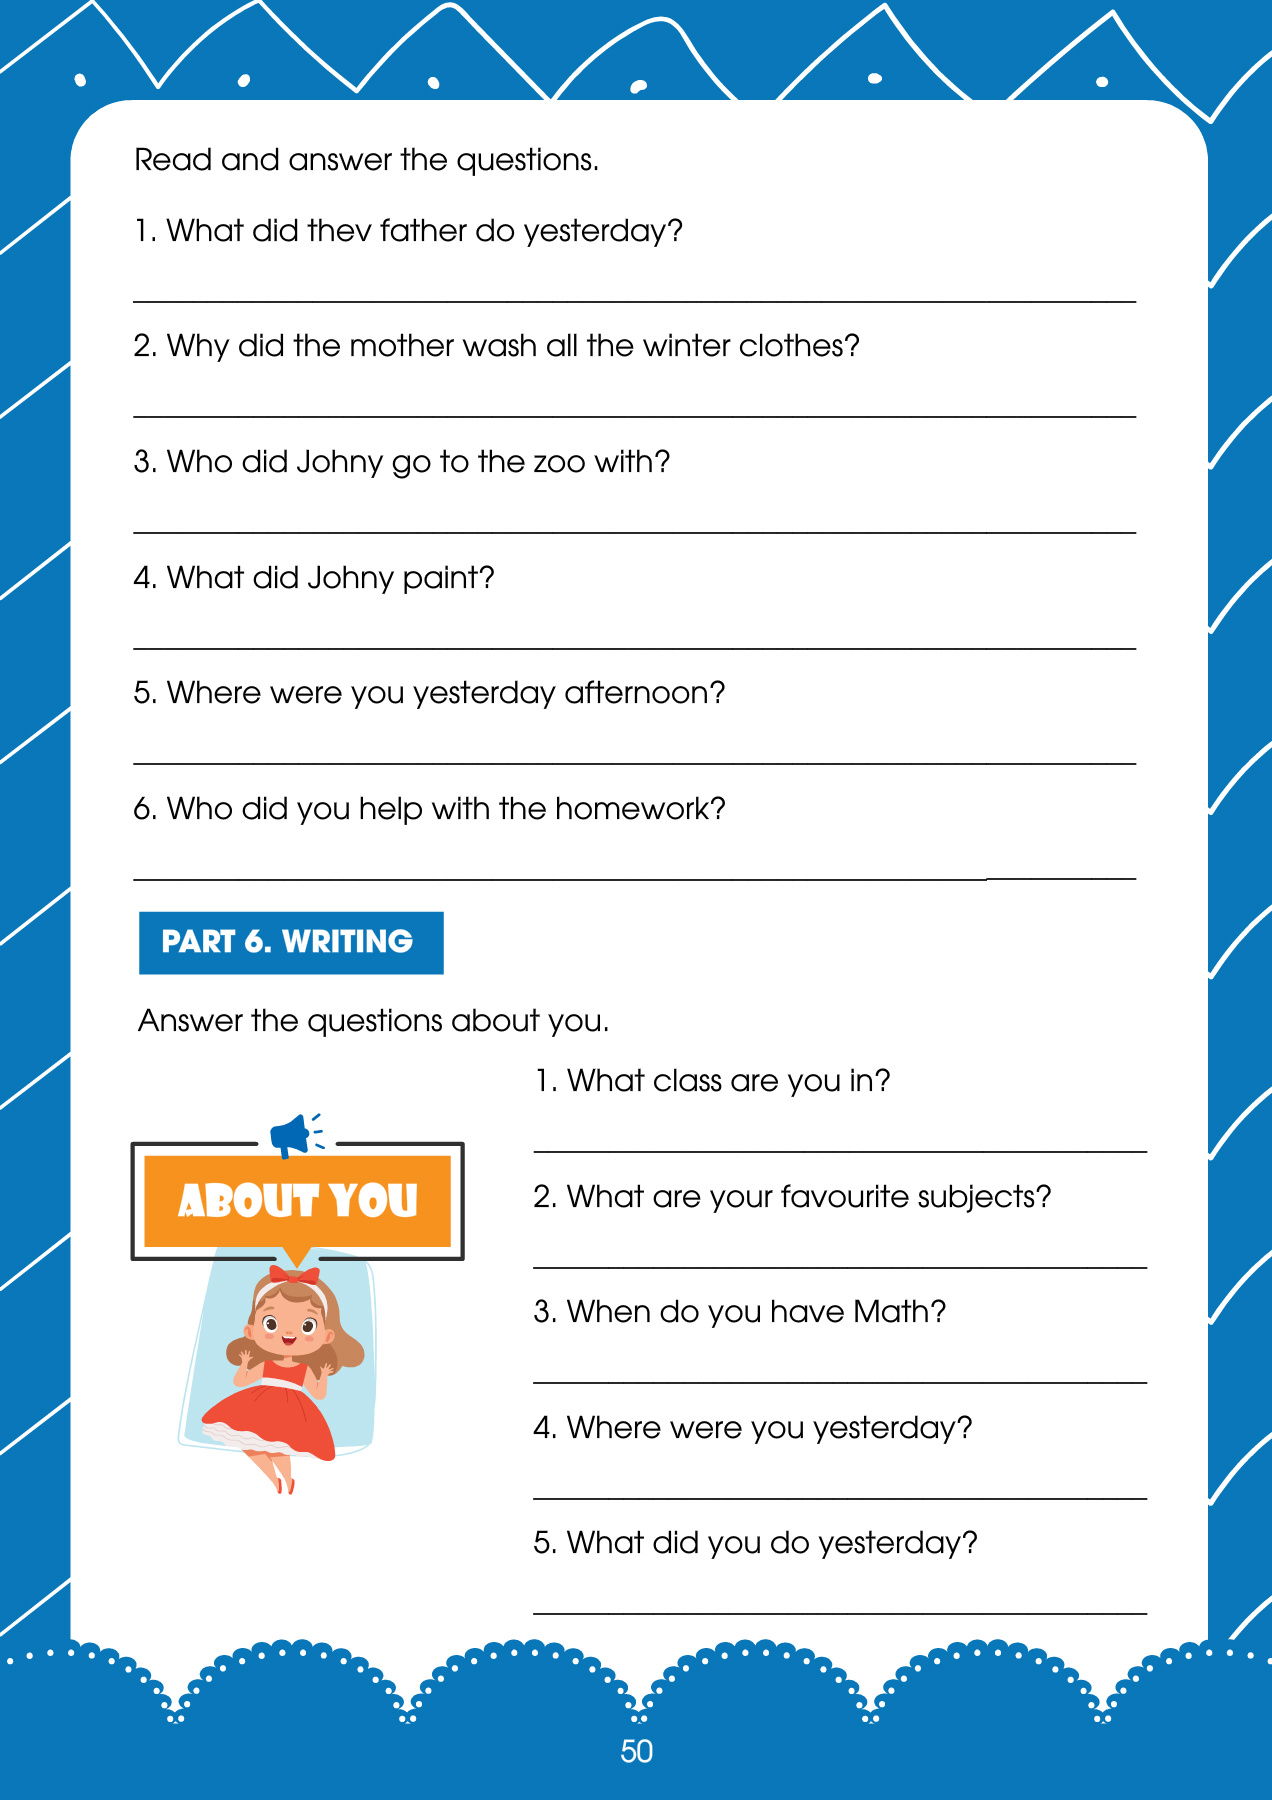 Read and answer the questions.
1. What did thev father do yesterday?
2. Why did the mother wash all the winter clothes?
3. Who did Johny go to the zoo with?
4. What did Johny paint?
5. Where were you yesterday afternoon?
6. Who did you help with the homework?
PART 6. WRITING
Answer the questions about you.
ABOUT YOU
1. What class are you in?
2. What are your favourite subjects?
3. When do you have Math?
4. Where were you yesterday?
5. What did you do yesterday?
50